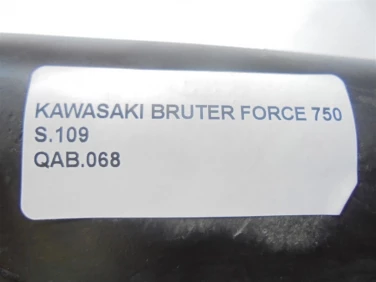 KAWASAKI BRUTER FORCE 750
S.109
QAB.068